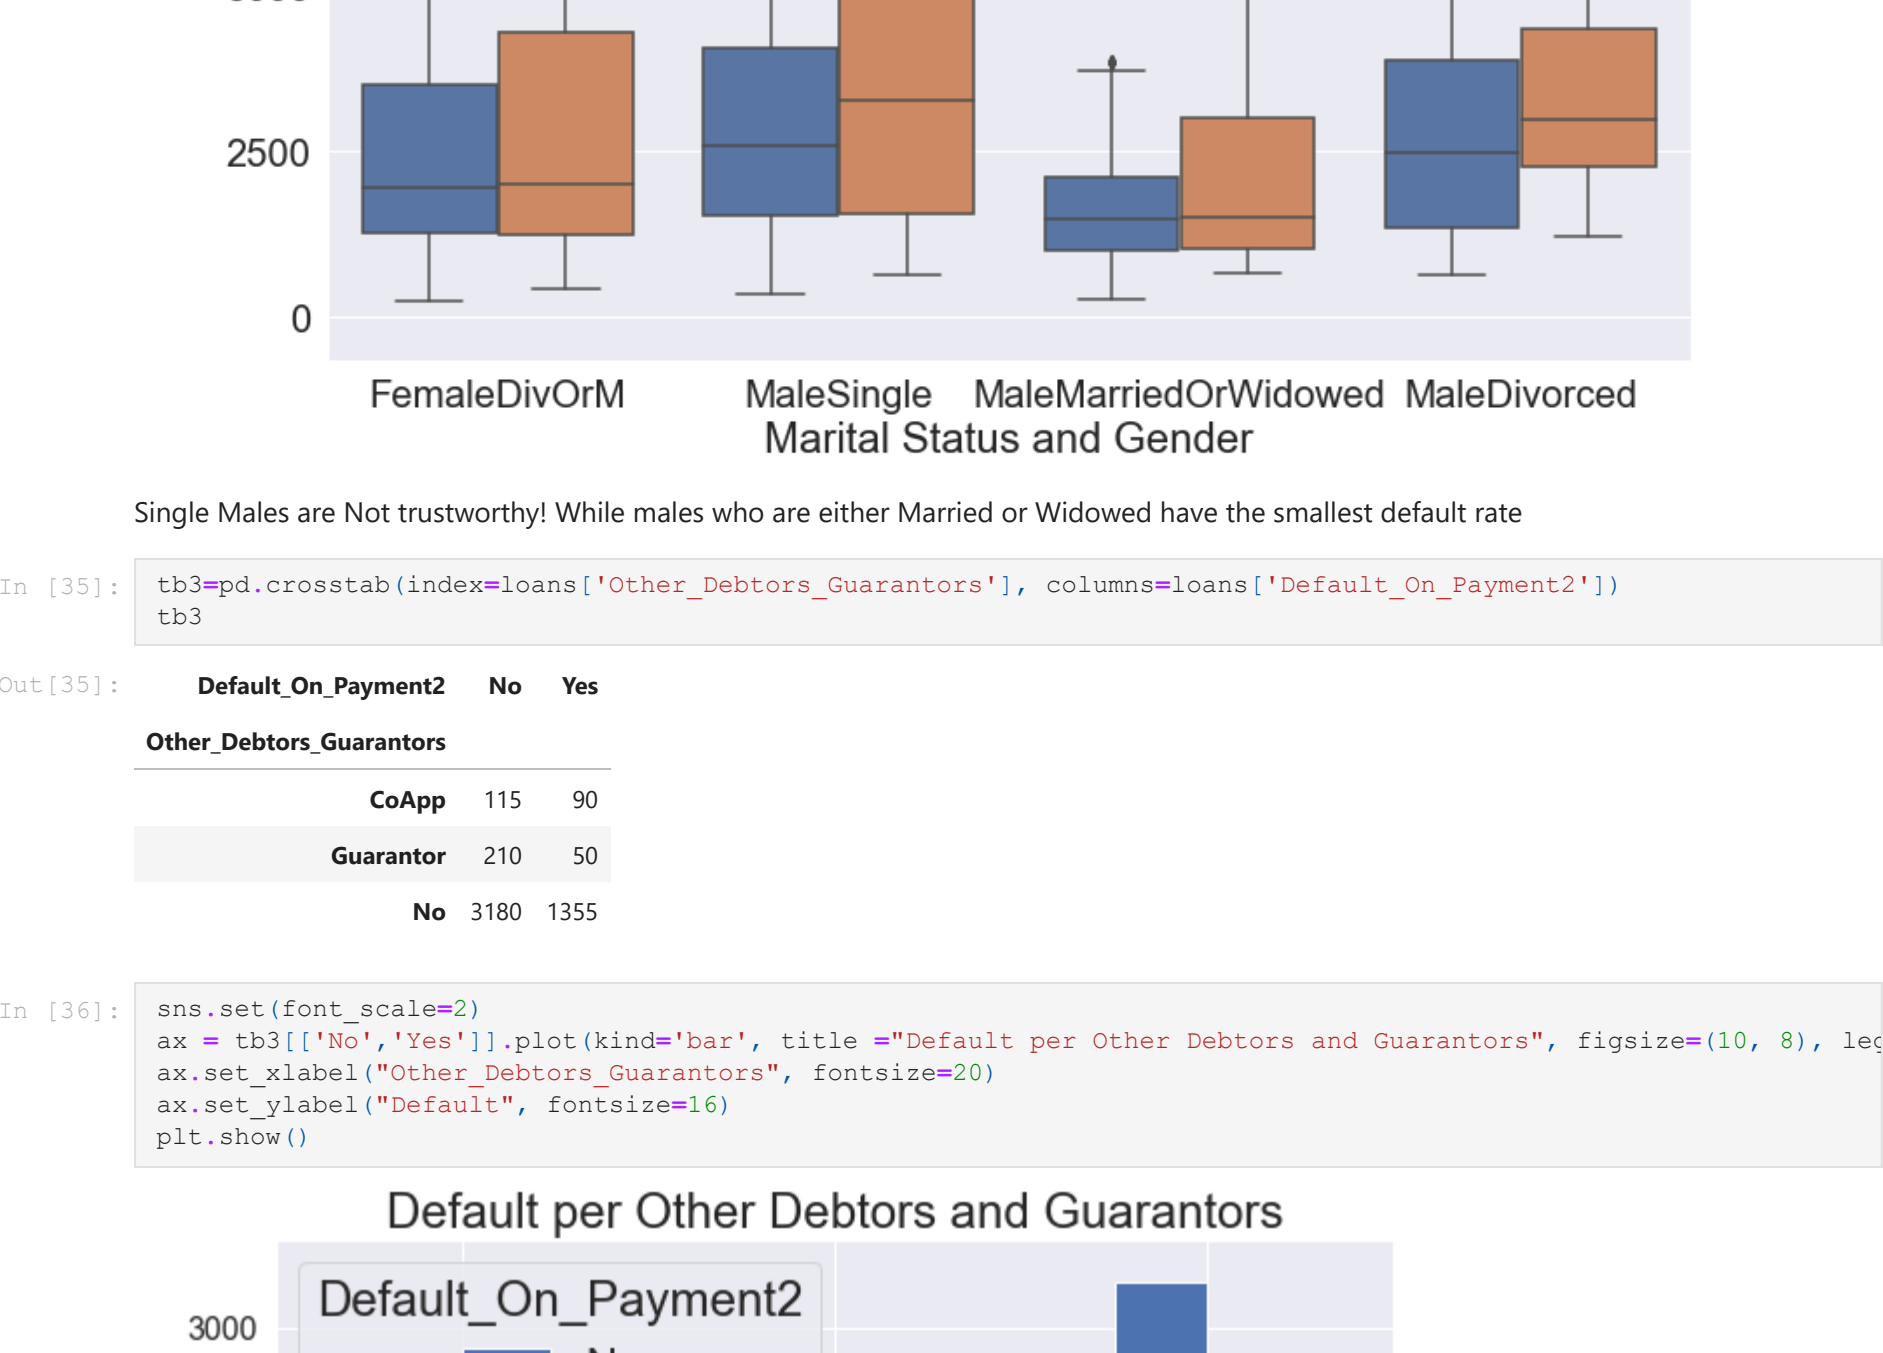 2500
0
FemaleDivOrM MaleSingle MaleMarriedOrWidowed MaleDivorced
Marital Status and Gender
Single Males are Not trustworthy! While males who are either Married or Widowed have the smallest default rate
In [35]: tb3=pd.crosstab(index=loans['Other_Debtors_Guarantors'], columns=loans['Default_On_Payment2'])
tb3
Out[35]: Default_On_Payment2 No Yes
Other_Debtors_Guarantors
CoApp 115 90
Guarantor 210 50
No 3180 1355
In [36]: sns.set(font_scale=2)
ax = tb3[['No','Yes']].plot(kind='bar', title ="Default per Other Debtors and Guarantors", figsize=(10, 8), leg
ax.set_xlabel("Other_Debtors_Guarantors", fontsize=20)
ax.set_ylabel("Default", fontsize=16)
plt.show()
Default per Other Debtors and Guarantors
Default_On_Payment2
3000